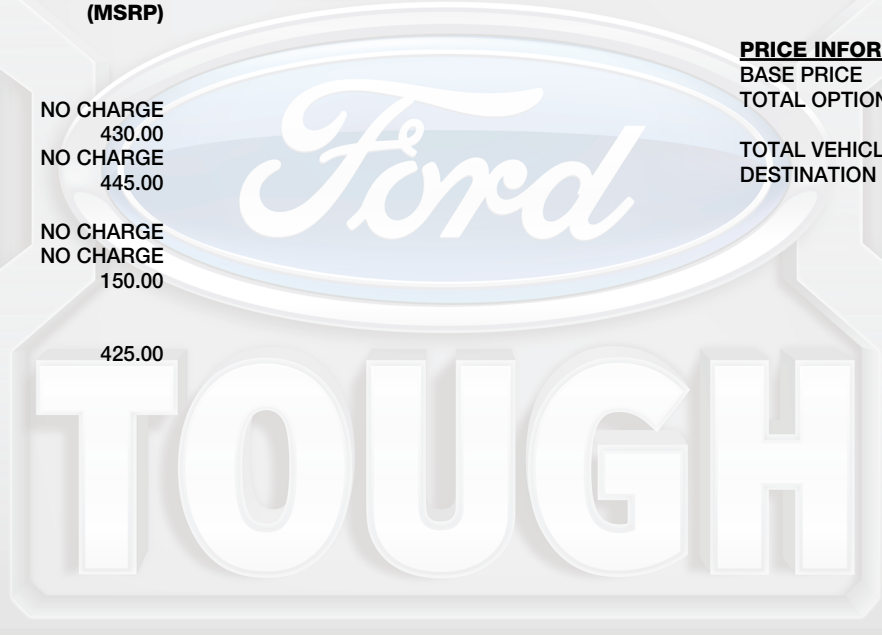 (MSRP)
NO CHARGE
430.00
NO CHARGE
445.00
NO CHARGE
NO CHARGE
150.00
425.00
PRICE INFOR
BASE PRICE
TOTAL OPTION
TOTAL VEHICL
DESTINATION
Ford
TOUGH